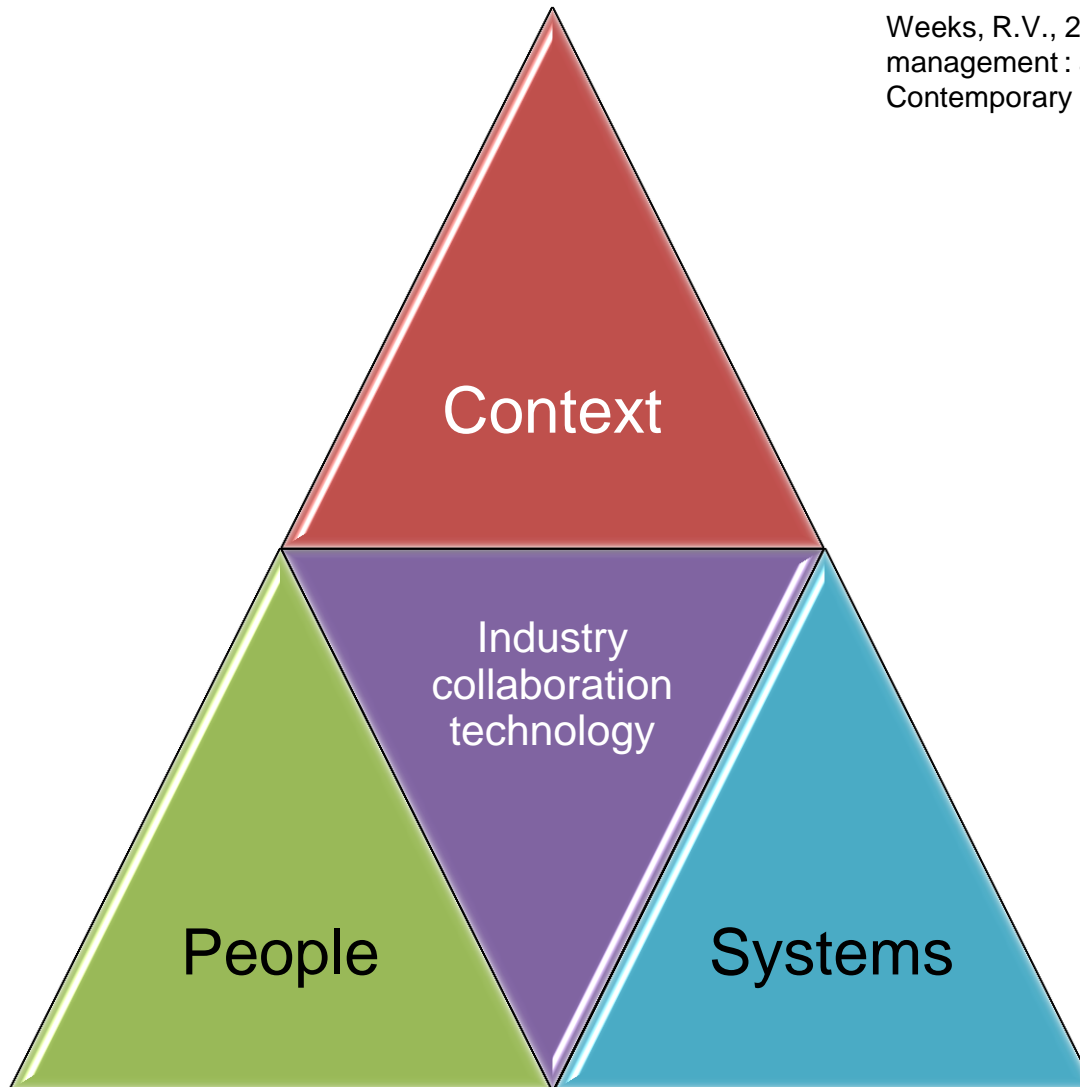 Weeks, R.V., 2
management :
Contemporary
Context
Industry
collaboration
technology
People
Systems